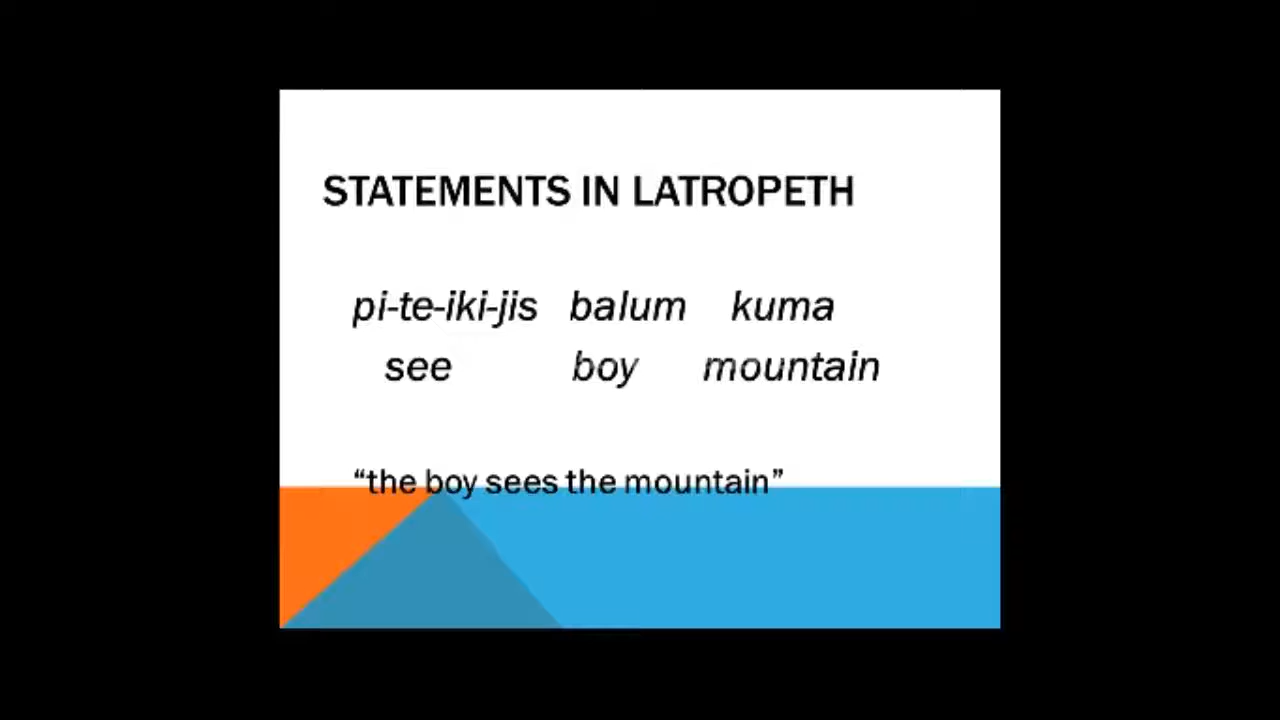 STATEMENTS IN LATROPETH
pi-te-iki-jis balum kuma
see boy mountain
“the boy sees the mountain”